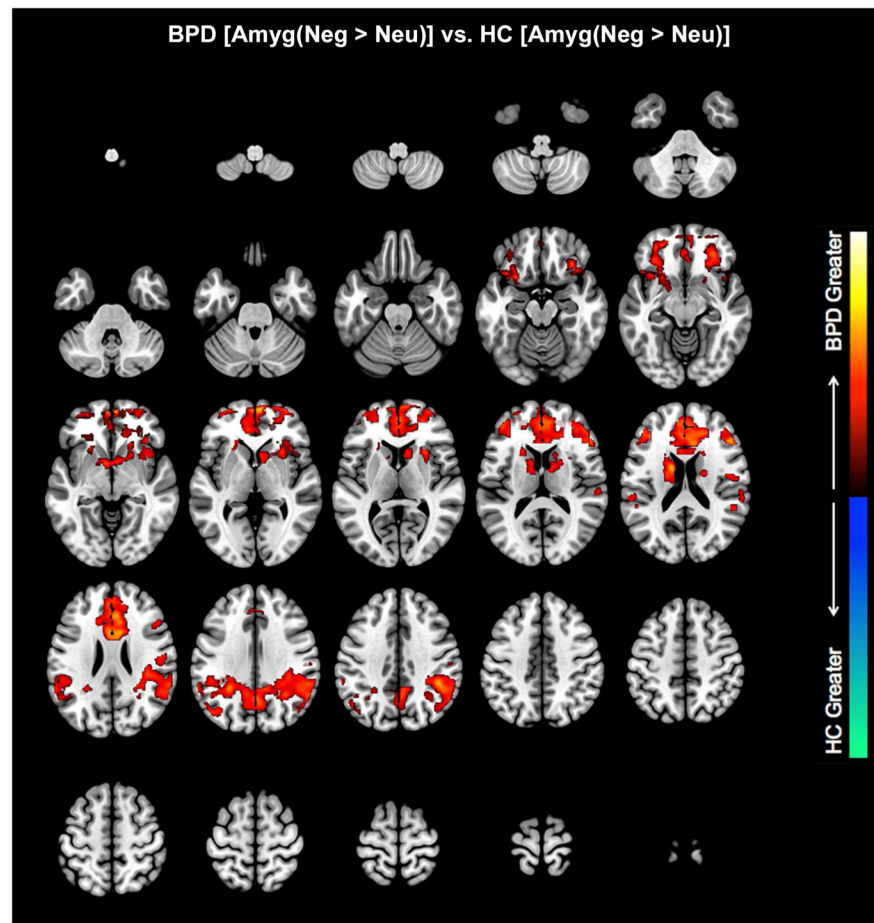 BPD [Amyg(Neg > Neu)] vs. HC [Amyg(Neg > Neu)]
BPD Greater
HC Greater